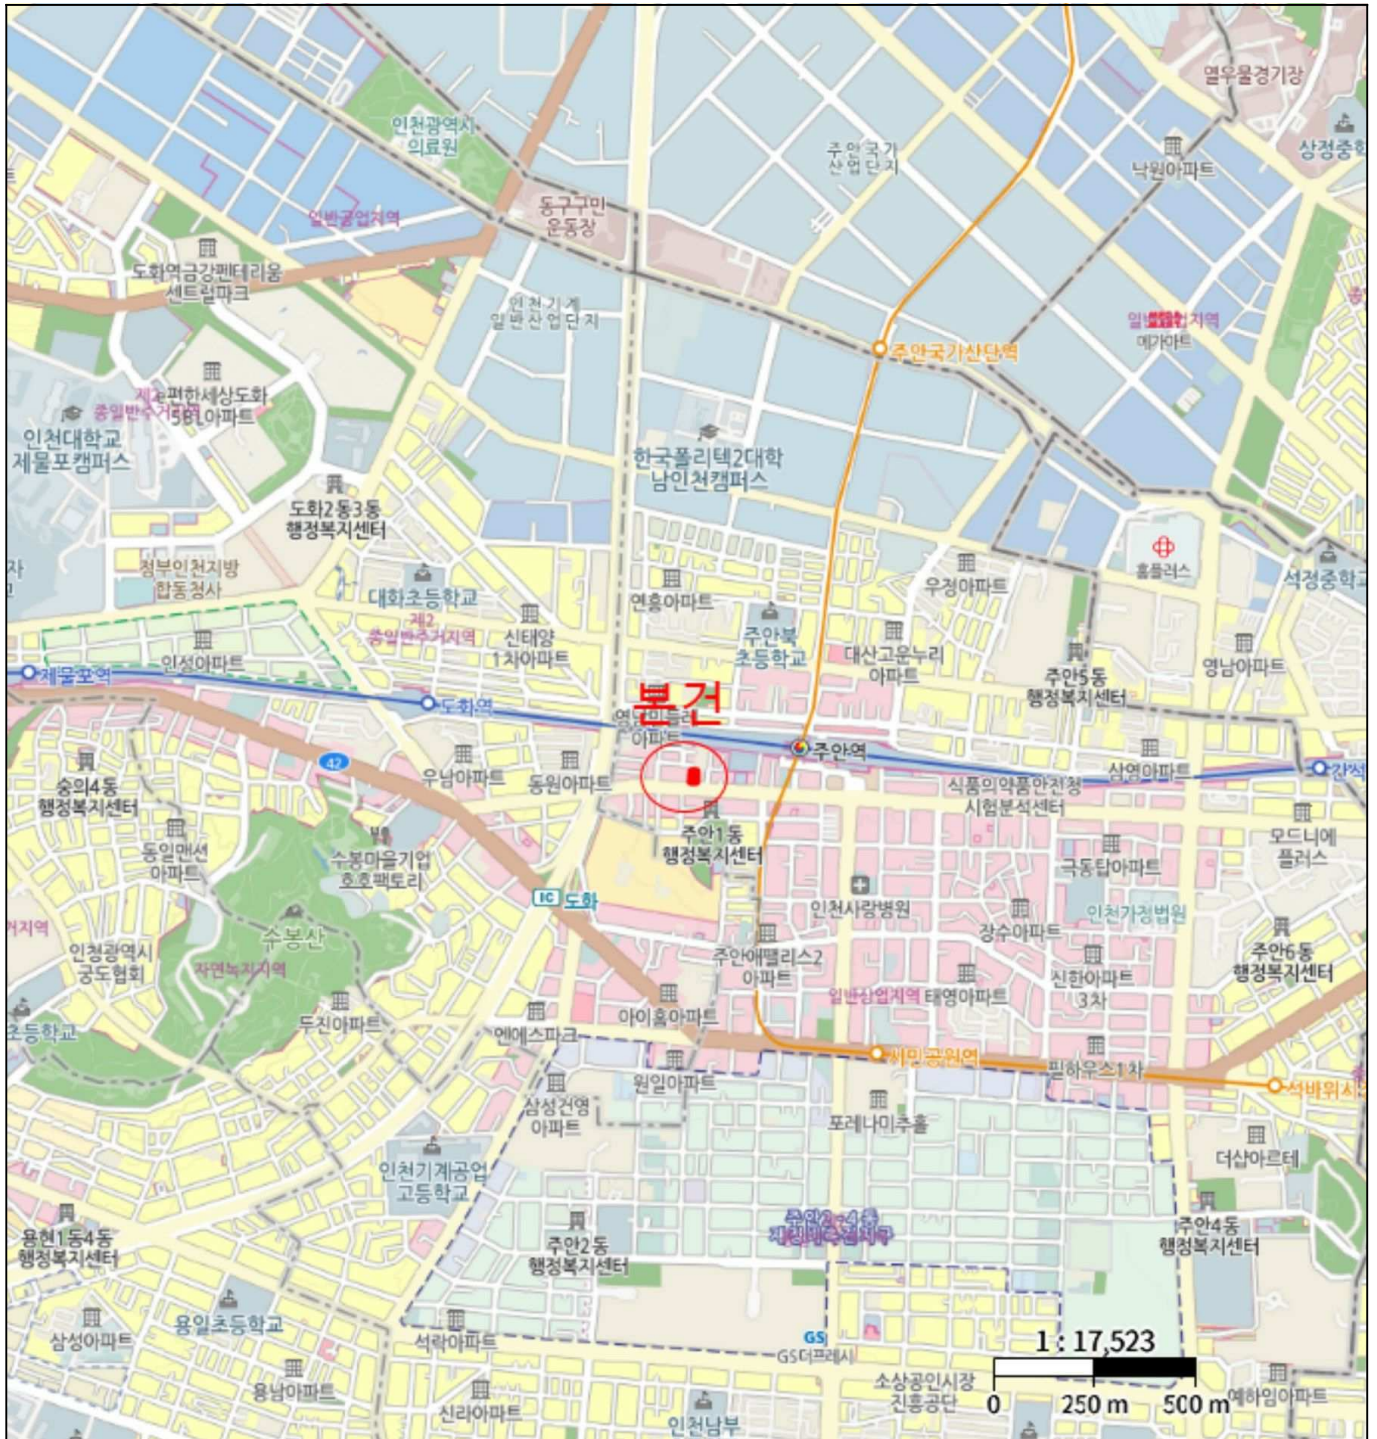 열우물경기장
인천광역시
의료원
주안국가
산업단지
상정중학
낙원아파트
동구구민
운동장
일반공업지역
도화역금강펜테리움
센트럴파크
인천기계
일반산업단지
메가마트
주안국가산단역
e편한세상도화
5BL아파트
인천대학교
제물포캠퍼스
한국폴리텍2대학
남인천캠퍼스
도화2동3동
행정복지센터
정부인천지방
합동청사
홈플러스
석정중학교
대화초등학교
제2
종일반주거지역
연흥아파트
우정아파트
신태양
1차아파트
주안북
초등학교
대산고운누리
아파트
인성아파트
영남아파트
주안5동
행정복지센터
제물포역
도화역
본건
아파트
주안역
42
우남아파트
동원아파트
삼영아파트
간석
숭의4동
행정복지센터
식품의약품안전청
시험분석센터
동일맨션
아파트
수봉마을기업
호호팩토리
주안1동
행정복지센터
극동탑아파트
모드니에
플러스
IC 도화
인천사랑병원
인천가정법원
장수아파트
거지역
수봉산
인천광역시
궁도협회
자연녹지지역
주안애팰리스2
아파트
신한아파트
3차
주안6동
행정복지센터
일반상업지역
태영아파트
두진아파트
초등학교
엔에스파크
아이홈아파트
시민공원역
필하우스1차
석바위시
원일아파트
삼성건영
아파트
포레나미추홀
더샵아르테
인천기계공업
고등학교
용현1동4동
행정복지센터
주안2동
행정복지센터
주안4동
행정복지센터
용일초등학교
삼성아파트
석락아파트
GS
GS더프레시
1 : 17,523
0 250 m 500 m
용남아파트
신라아파트
소상공인시장
진흥공단
예하임아파트
인천남부